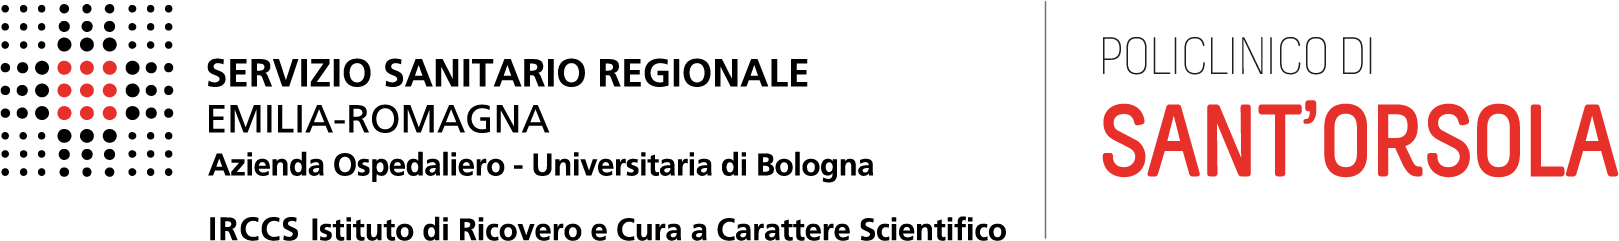 SERVIZIO SANITARIO REGIONALE
EMILIA-ROMAGNA
Azienda Ospedaliero - Universitaria di Bologna
IRCCS Istituto di Ricovero e Cura a Carattere Scientifico
POLICLINICO DI
SANT'ORSOLA